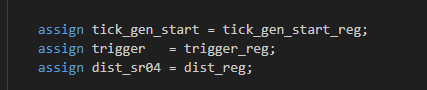 assign tick_gen_start = tick_gen_start_reg;
assign trigger   = trigger_reg;
assign dist_sr04 = dist_reg;